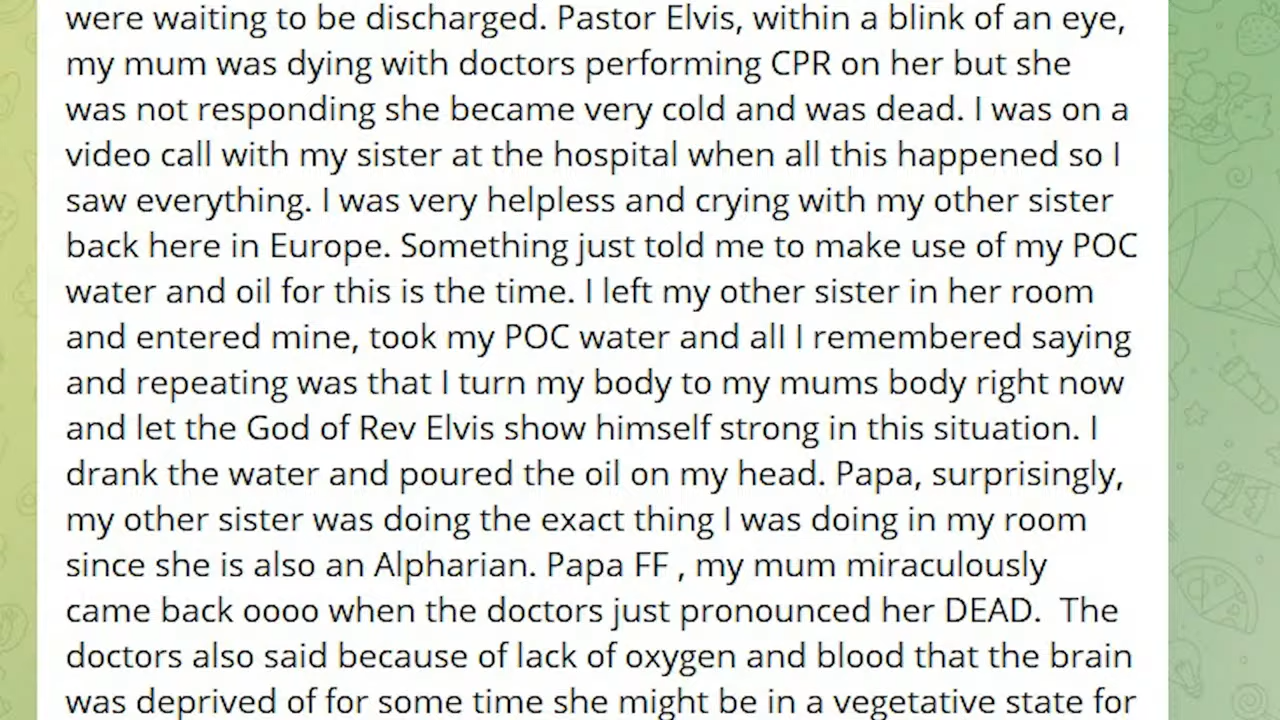 were waiting to be discharged. Pastor Elvis, within a blink of an eye,
my mum was dying with doctors performing CPR on her but she
was not responding she became very cold and was dead. I was on a
video call with my sister at the hospital when all this happened so I
saw everything. I was very helpless and crying with my other sister
back here in Europe. Something just told me to make use of my POC
water and oil for this is the time. I left my other sister in her room
and entered mine, took my POC water and all I remembered saying
and repeating was that I turn my body to my mums body right now
and let the God of Rev Elvis show himself strong in this situation. I
drank the water and poured the oil on my head. Papa, surprisingly,
my other sister was doing the exact thing I was doing in my room
since she is also an Alpharian. Papa FF , my mum miraculously
came back oooo when the doctors just pronounced her DEAD.  The
doctors also said because of lack of oxygen and blood that the brain
was deprived of for some time she might be in a vegetative state for